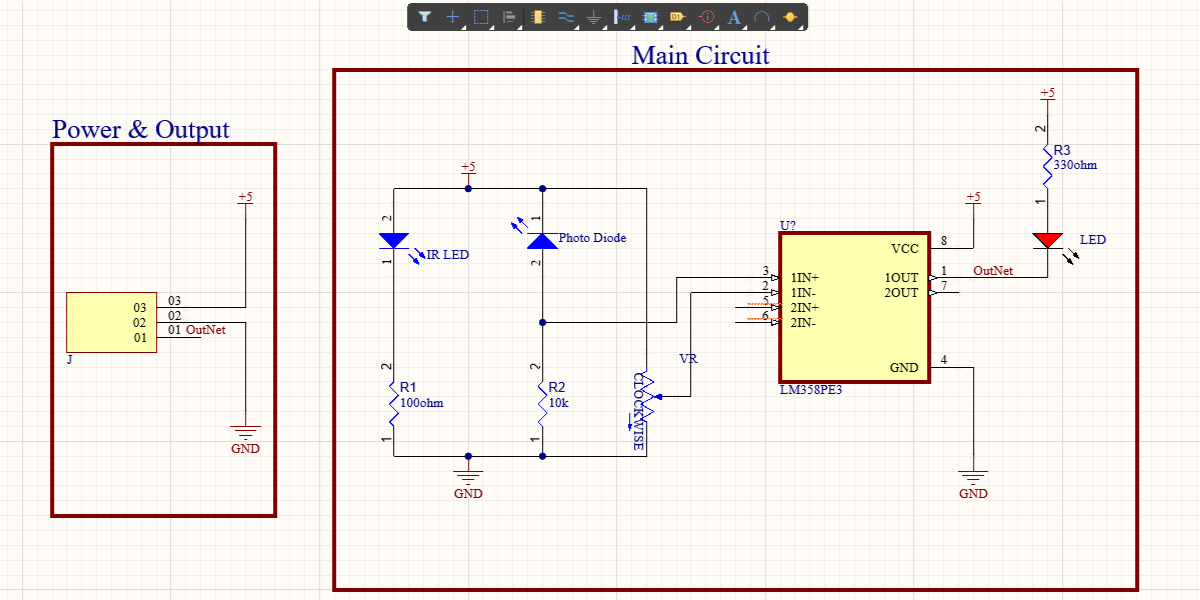 Main Circuit
Power & Output
+5
03
03
02
02
01
01 OutNet
J
GND
+5
2
IR LED
1
1
Photo Diode
2
2
R1
100ohm
1
2
R2
10k
1
CLOCKWISE
VR
GND
U?
3
1IN+
2
1IN-
5
2IN+
6
2IN-
VCC
8
1OUT
1
OutNet
2OUT
7
GND
4
LM358PE3
+5
GND
+5
2
R3
330ohm
1
LED